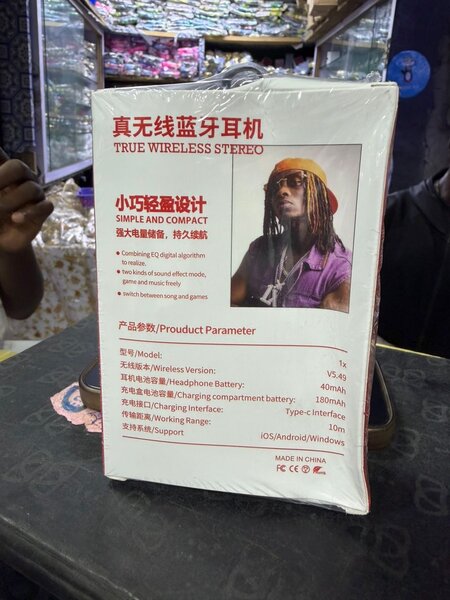 真无线蓝牙耳机
TRUE WIRELESS STEREO
小巧轻盈设计
SIMPLE AND COMPACT
强大电量储备，持久续航
• Combining EQ digital algorithm
to realize.
• two kinds of sound effect mode,
game and music freely
• switch between song and games
产品参数/Prouduct Parameter
型号/Model: 1x
无线版本/Wireless Version: V5.49
耳机电池容量/Headphone Battery: 40mAh
充电盒电池容量/Charging compartment battery: 180mAh
充电接口/Charging Interface: Type-c Interface
传输距离/Working Range: 10m
支持系统/Support iOS/Android/Windows
MADE IN CHINA
FC CE